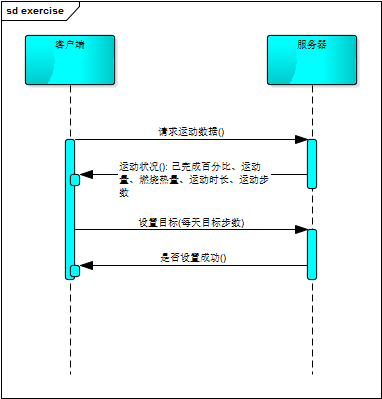 sd exercise
客户端
服务器
请求运动数据()
运动状况(): 已完成百分比、运动
量、燃烧热量、运动时长、运动步
数
设置目标(每天目标步数)
是否设置成功()